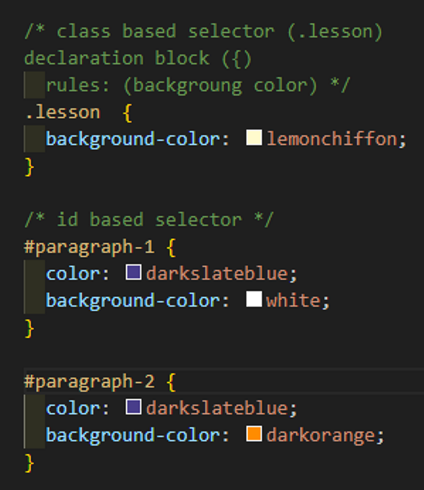 /* class based selector (.lesson)
declaration block ({)
rules: (backgroung color) */
.lesson  {
background-color: lemonchiffon;
}
/* id based selector */
#paragraph-1 {
color: darkslateblue;
background-color: white;
}
#paragraph-2 {
color: darkslateblue;
background-color: darkorange;
}